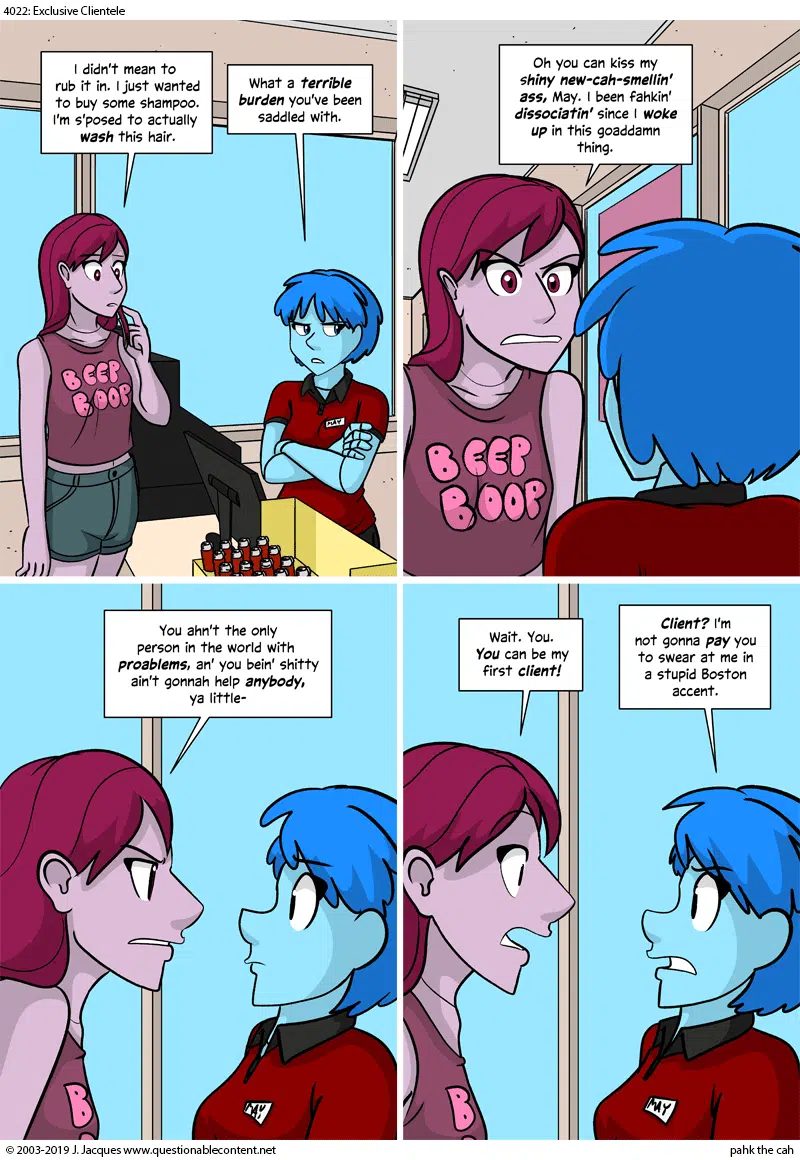 4022: Exclusive Clientele
I didn't mean to
rub it in. I just wanted
to buy some shampoo.
I'm s'posed to actually
wash this hair.
What a terrible
burden you've been
saddled with.
BEEP
BOOP
MAY
Oh you can kiss my
shiny new-cah-smellin'
ass, May. I been fahkin'
dissociatin' since I woke
up in this goaddamn
thing.
BEEP
BOOP
You ahn't the only
person in the world with
proablems, an' you bein' shitty
ain't gonnah help anybody,
ya little-
B
B
MAY
Wait. You.
You can be my
first client!
Client? I'm
not gonna pay you
to swear at me in
a stupid Boston
accent.
B
B
MAY
© 2003-2019 J. Jacques www.questionablecontent.net
pahk the cah